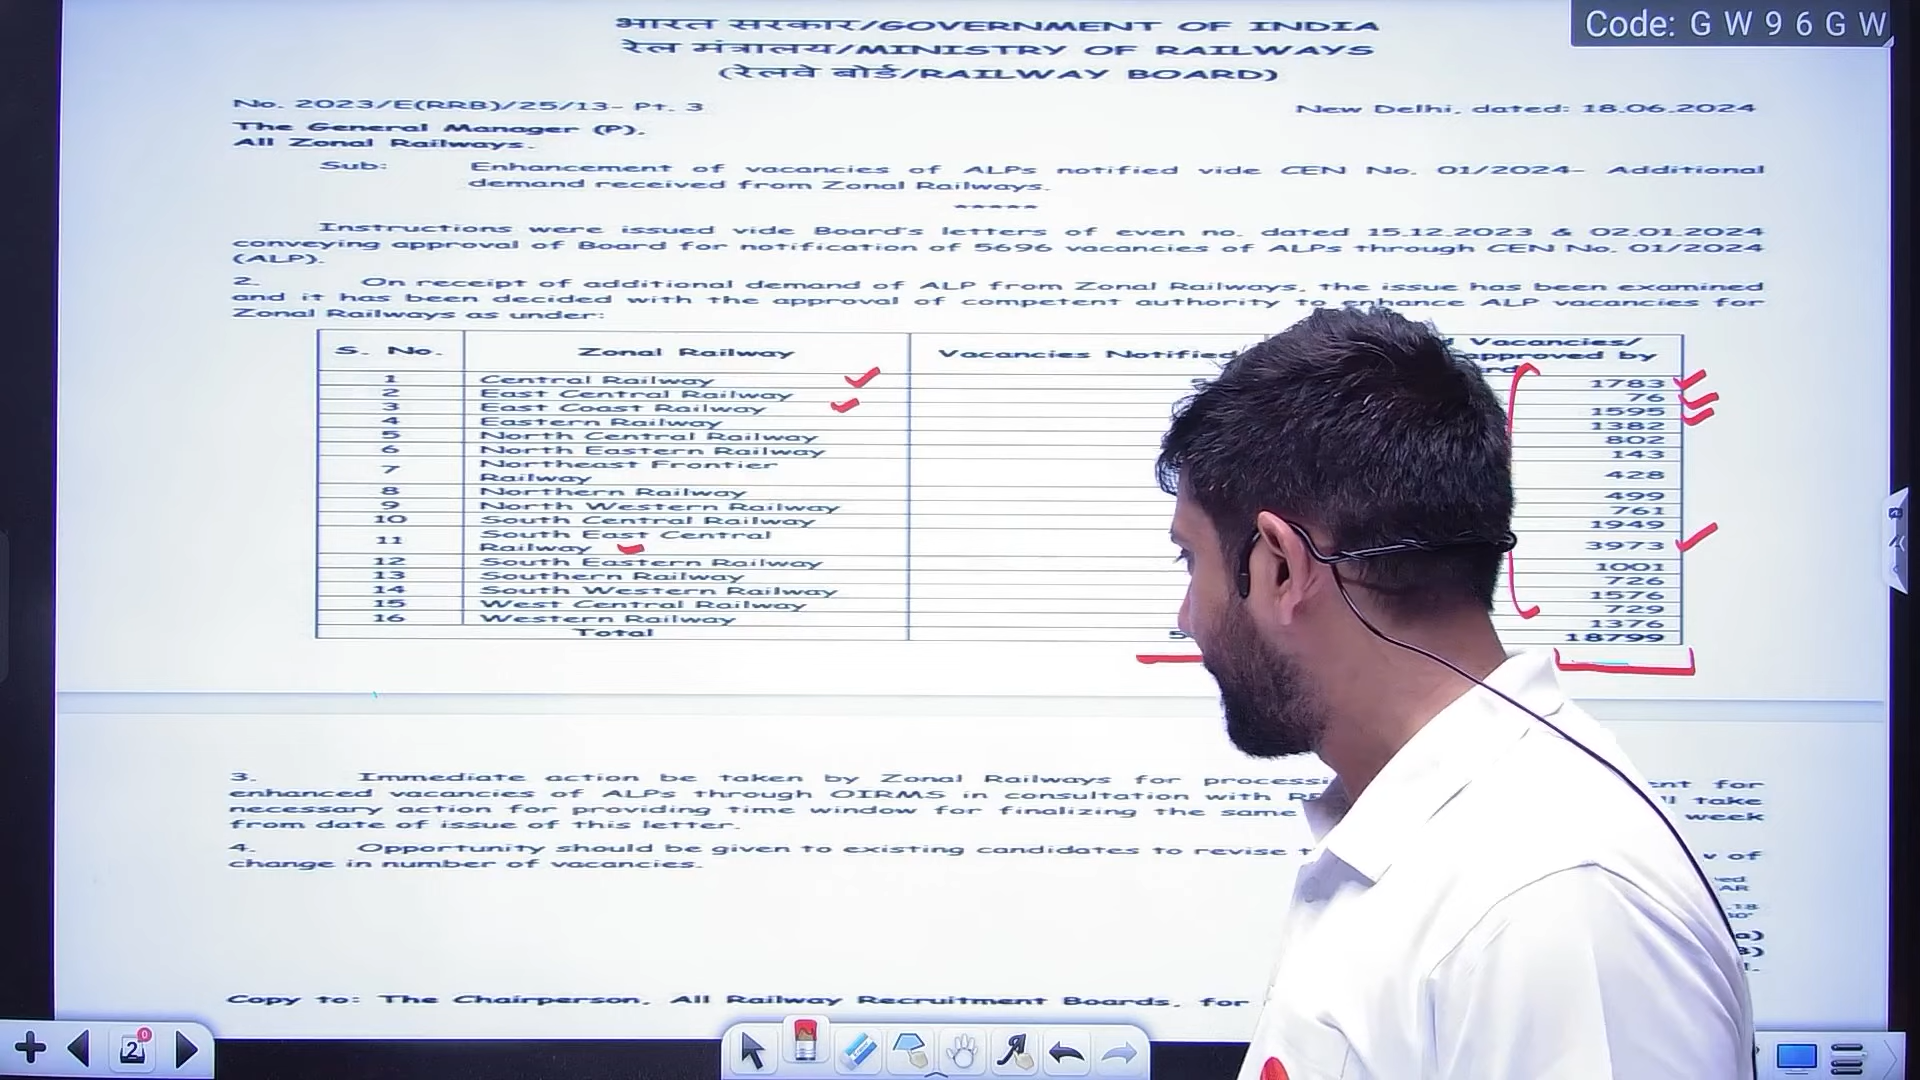 Code: G W 9 6 G W
भारत सरकार/GOVERNMENT OF INDIA
रेल मंत्रालय/MINISTRY OF RAILWAYS
(रेलवे बोर्ड/RAILWAY BOARD)
No. 2023/E(RRB)/25/13- Pt. 3 New Delhi, dated: 18.06.2024
The General Manager (P),
All Zonal Railways.
Sub: Enhancement of vacancies of ALPs notified vide CEN No. 01/2024- Additional
demand received from Zonal Railways.
*****
Instructions were issued vide Board's letters of even no. dated 15.12.2023 & 02.01.2024
conveying approval of Board for notification of 5696 vacancies of ALPs through CEN No. 01/2024
(ALP).
2. On receipt of additional demand of ALP from Zonal Railways, the issue has been examined
and it has been decided with the approval of competent authority to enhance ALP vacancies for
Zonal Railways as under:
S. No. Zonal Railway Vacancies Notified Vacancies/
approved by
1 Central Railway 1783
2 East Central Railway 76
3 East Coast Railway 1595
4 Eastern Railway 1382
5 North Central Railway 802
6 North Eastern Railway 143
7 Northeast Frontier
Railway 428
8 Northern Railway 499
9 North Western Railway 761
10 South Central Railway 1949
11 South East Central
Railway 3973
12 South Eastern Railway 1001
13 Southern Railway 726
14 South Western Railway 1576
15 West Central Railway 729
16 Western Railway 1376
Total 18799
3. Immediate action be taken by Zonal Railways for for
enhanced vacancies of ALPs through OIRMS in consultation with take
necessary action for providing time window for finalizing the same week
from date of issue of this letter.
4. Opportunity should be given to existing candidates to revise of
change in number of vacancies.
Copy to: The Chairperson, All Railway Recruitment Boards, for
2
0